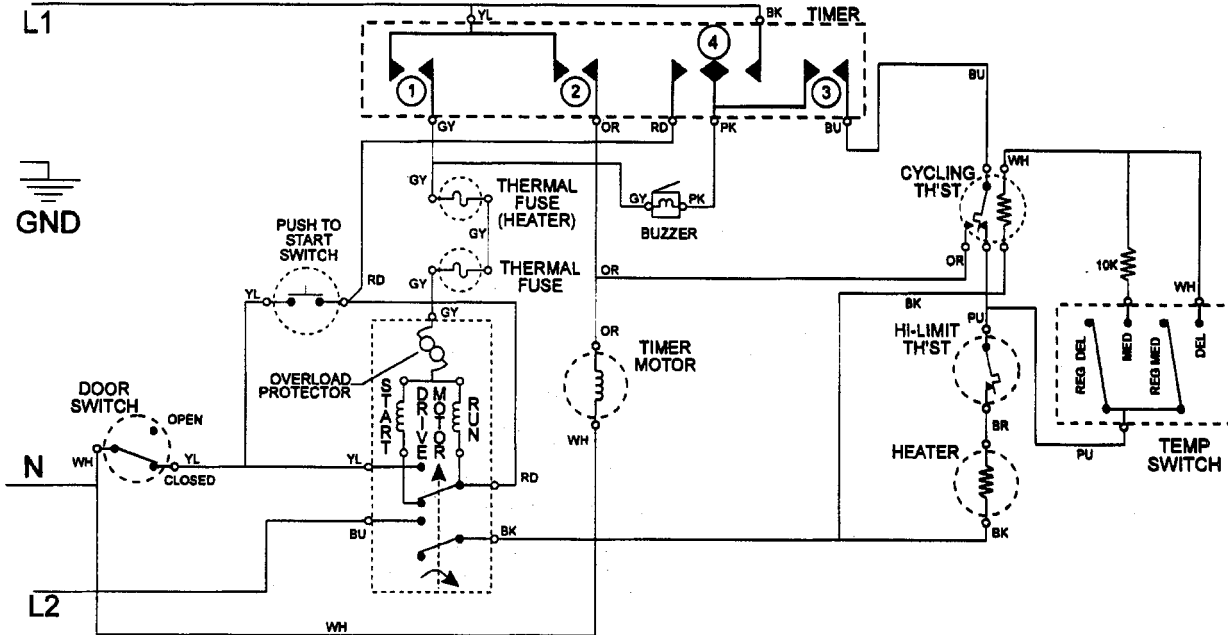 L1
YL
BK
TIMER
4
1
2
3
GY
OR
RD
PK
BU
BU
GND
GY
THERMAL
FUSE
(HEATER)
GY
PK
BUZZER
CYCLING
TH'ST
WH
PUSH TO
START
SWITCH
GY
THERMAL
FUSE
RD
YL
GY
GY
OR
OR
BK
10K
WH
PU
HI-LIMIT
TH'ST
OR
TIMER
MOTOR
OVERLOAD
PROTECTOR
START
DRIVE
MOTOR
RUN
REG DEL
MED
REG MED
DEL
DOOR
SWITCH
OPEN
WH
YL
CLOSED
N
YL
RD
WH
BR
HEATER
PU
TEMP
SWITCH
BU
BK
BK
L2
WH